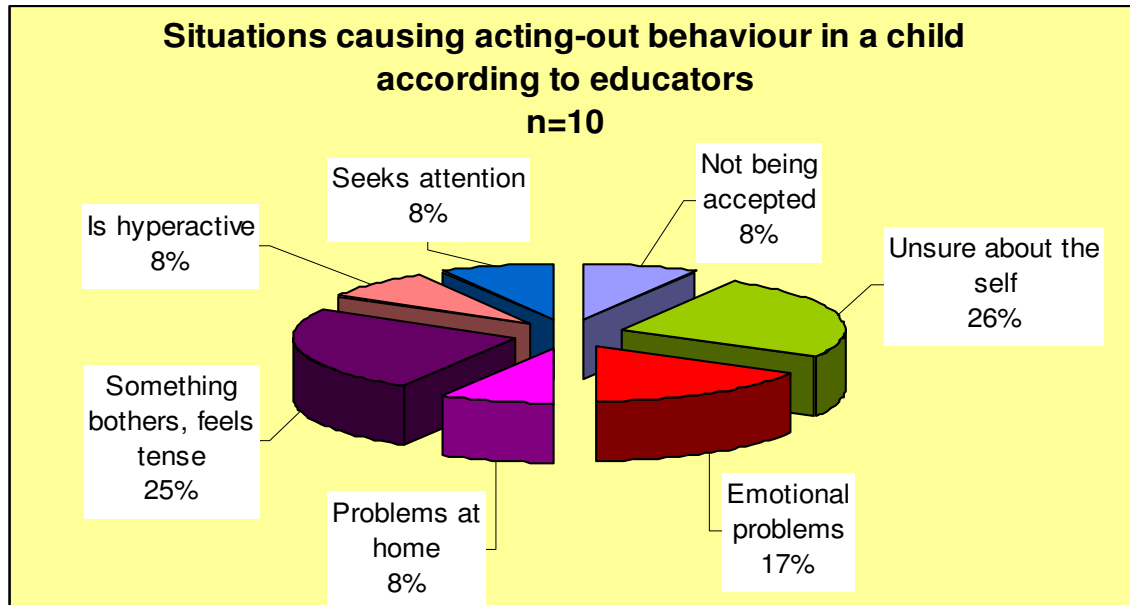 Situations causing acting-out behaviour in a child
according to educators
n=10
Seeks attention
8%
Not being
accepted
8%
Is hyperactive
8%
Unsure about the
self
26%
Something
bothers, feels
tense
25%
Problems at
home
8%
Emotional
problems
17%